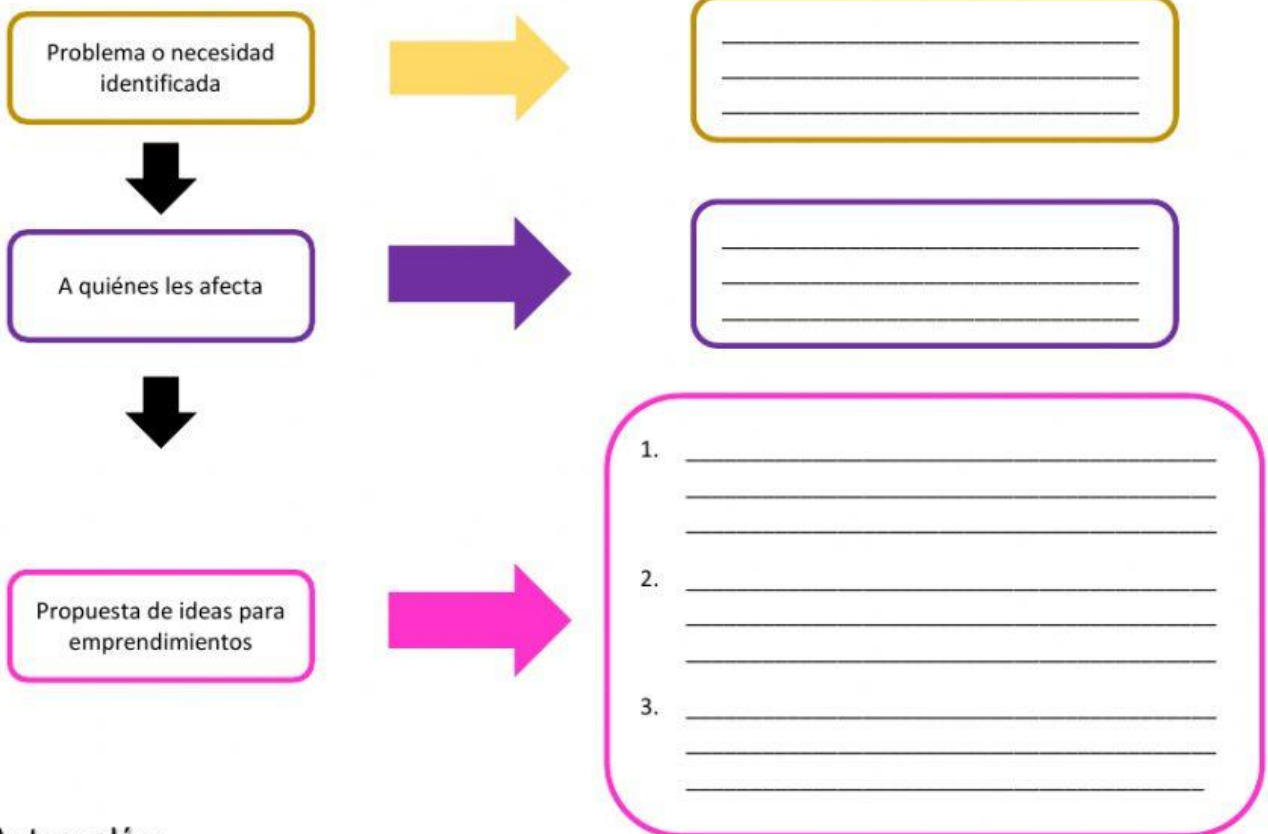 Problema o necesidad
identificada
A quiénes les afecta
1.
2.
Propuesta de ideas para
emprendimientos
3.